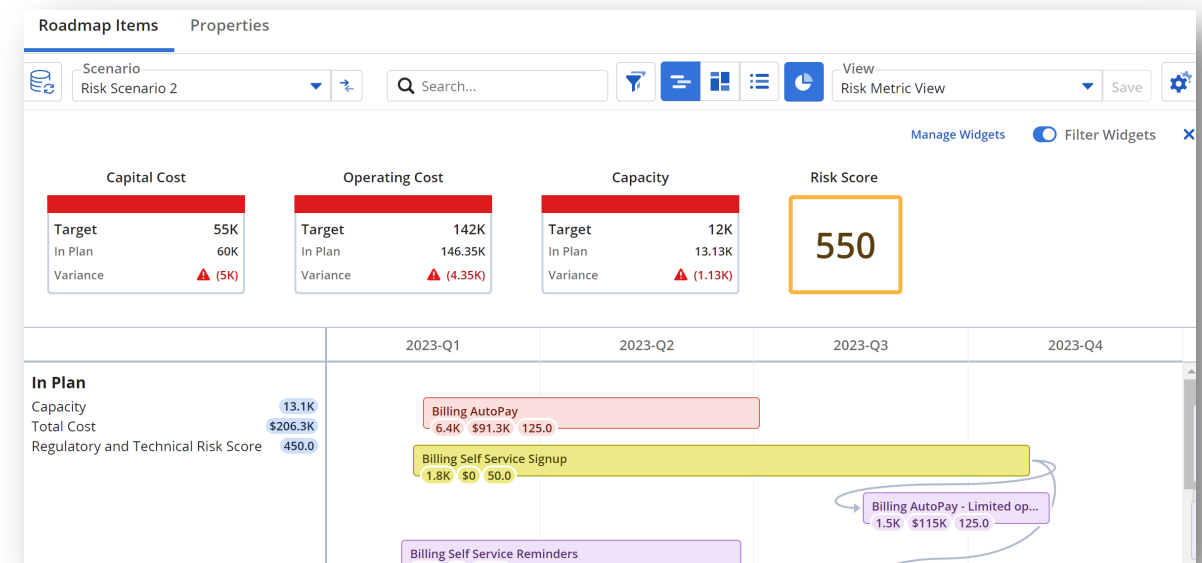 Roadmap Items Properties
Scenario
Risk Scenario 2
Search...
View
Risk Metric View
Save
Manage Widgets Filter Widgets
Capital Cost Operating Cost Capacity Risk Score
Target 55K Target 142K Target 12K
In Plan 60K In Plan 146.35K In Plan 13.13K
550
Variance (5K) Variance (4.35K) Variance (1.13K)
2023-Q1 2023-Q2 2023-Q3 2023-Q4
In Plan
Capacity 13.1K
Total Cost $206.3K
Regulatory and Technical Risk Score 450.0
Billing AutoPay
6.4K $91.3K 125.0
Billing Self Service Signup
1.8K $0 50.0
Billing AutoPay - Limited op...
1.5K $115K 125.0
Billing Self Service Reminders